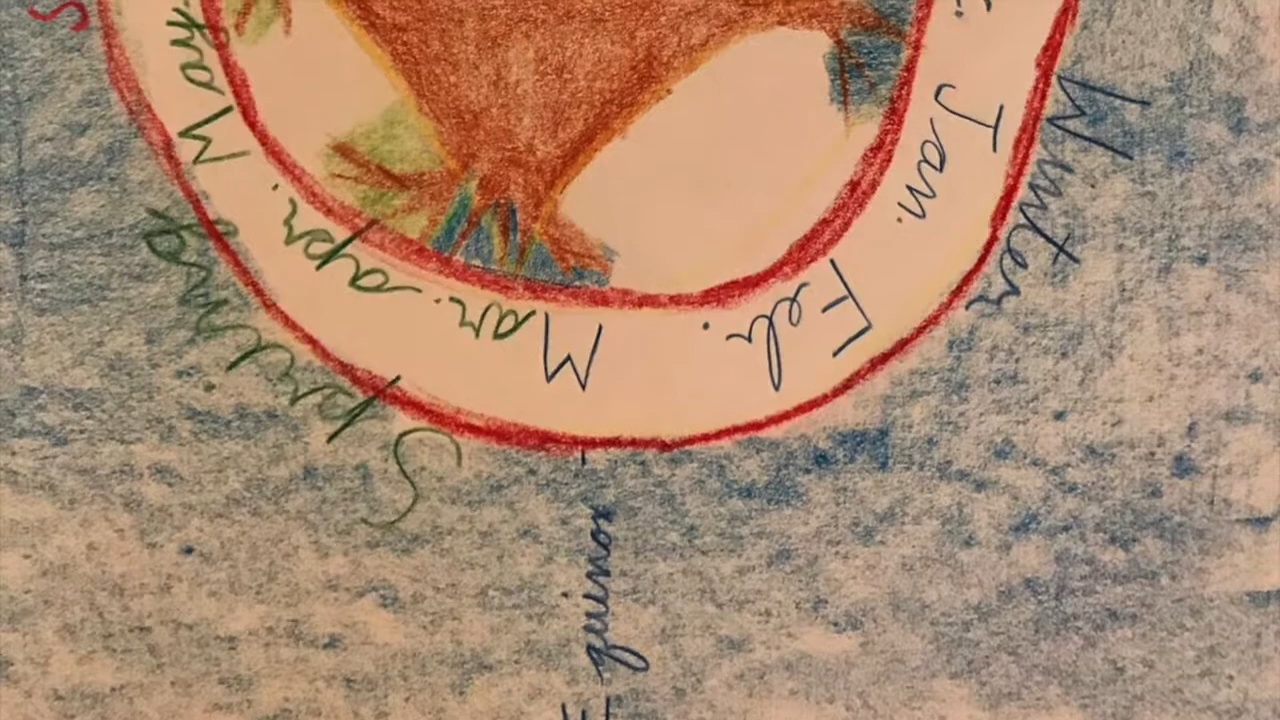 Winter
Jan.
Feb.
Mar.
apr.
May
Spring
Equinox